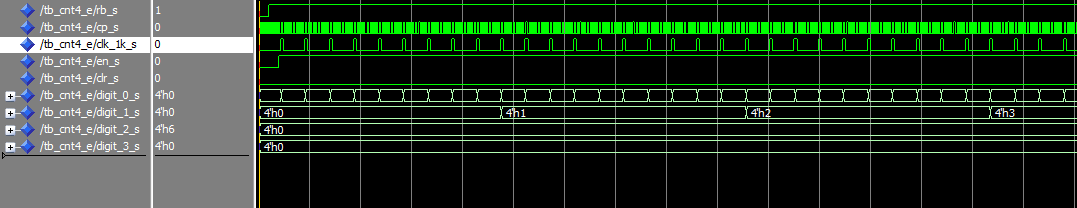 /tb_cnt4_e/rb_s 1
/tb_cnt4_e/cp_s 0
/tb_cnt4_e/clk_1k_s 0
/tb_cnt4_e/en_s 0
/tb_cnt4_e/dr_s 0
/tb_cnt4_e/digit_0_s 4'h0
/tb_cnt4_e/digit_1_s 4'h0 4'h0 4'h1 4'h2 4'h3
/tb_cnt4_e/digit_2_s 4'h6 4'h0
/tb_cnt4_e/digit_3_s 4'h0 4'h0